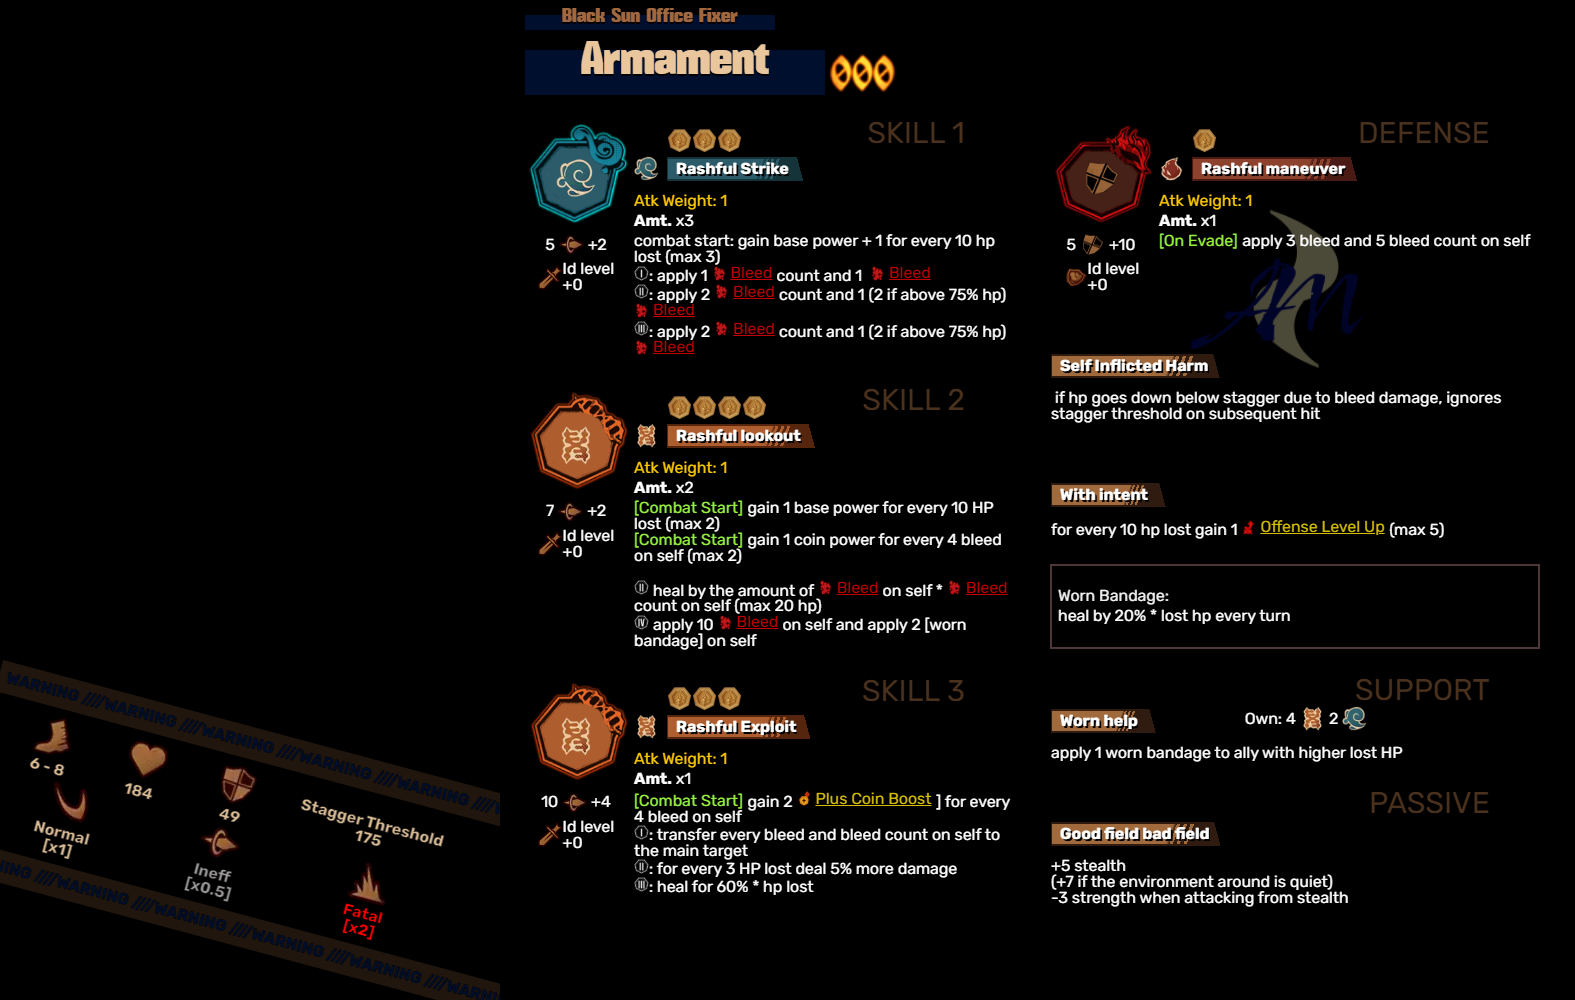 Black Sun Office Fixer
Armament
000
SKILL 1
Rashful Strike
Atk Weight: 1
Amt. x3
5 +2
Id level
+0
combat start: gain base power + 1 for every 10 hp
lost (max 3)
I: apply 1 Bleed count and 1 Bleed
II: apply 2 Bleed count and 1 (2 if above 75% hp)
Bleed
III: apply 2 Bleed count and 1 (2 if above 75% hp)
Bleed
SKILL 2
Rashful lookout
Atk Weight: 1
Amt. x2
7 +2
Id level
+0
[Combat Start] gain 1 base power for every 10 HP
lost (max 2)
[Combat Start] gain 1 coin power for every 4 bleed
on self (max 2)
II heal by the amount of Bleed on self * Bleed
count on self (max 20 hp)
IV apply 10 Bleed on self and apply 2 [worn
bandage] on self
SKILL 3
Rashful Exploit
Atk Weight: 1
Amt. x1
10 +4
Id level
+0
[Combat Start] gain 2 Plus Coin Boost ] for every
4 bleed on self
I: transfer every bleed and bleed count on self to
the main target
II: for every 3 HP lost deal 5% more damage
III: heal for 60% * hp lost
DEFENSE
Rashful maneuver
Atk Weight: 1
Amt. x1
5 +10
Id level
+0
[On Evade] apply 3 bleed and 5 bleed count on self
Self Inflicted Harm
if hp goes down below stagger due to bleed damage, ignores
stagger threshold on subsequent hit
With intent
for every 10 hp lost gain 1 Offense Level Up (max 5)
Worn Bandage:
heal by 20% * lost hp every turn
SUPPORT
Worn help
Own: 4 2
apply 1 worn bandage to ally with higher lost HP
PASSIVE
Good field bad field
+5 stealth
(+7 if the environment around is quiet)
-3 strength when attacking from stealth
WARNING ////WARNING ////WARNING ////WARNING ////WARNING ////W
6 - 8
184
49
Stagger Threshold
175
Normal
[x1]
Ineff
[x0.5]
Fatal
[x2]
NING ////WARNING ////WARNING ////WARNING ////WARNING ////WARN